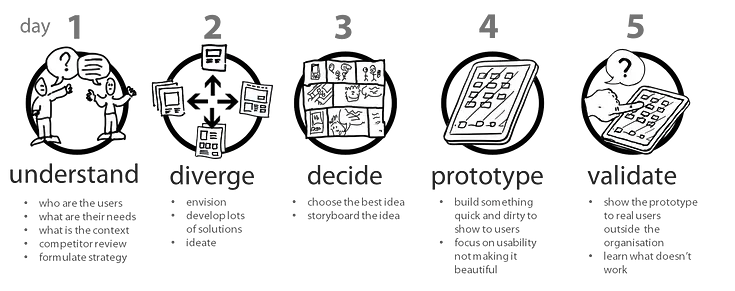 day 1 2 3 4 5
? ?
understand diverge decide prototype validate
• who are the users
• what are their needs
• what is the context
• competitor review
• formulate strategy
• envision
• develop lots
of solutions
• ideate
• choose the best idea
• storyboard the idea
• build something
quick and dirty to
show to users
• focus on usability
not making it
beautiful
• show the prototype
to real users
outside the
organisation
• learn what doesn't
work